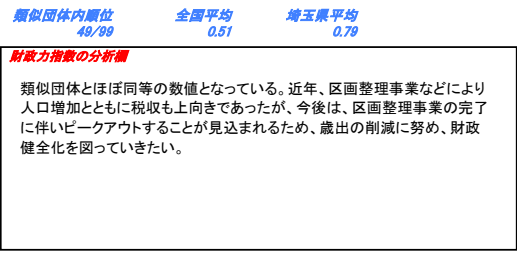 類似団体内順位 全国平均 埼玉県平均
49/99 0.51 0.79
財政力指数の分析欄
類似団体とほぼ同等の数値となっている。近年、区画整理事業などにより
人口増加とともに税収も上向きであったが、今後は、区画整理事業の完了
に伴いピークアウトすることが見込まれるため、歳出の削減に努め、財政
健全化を図っていきたい。